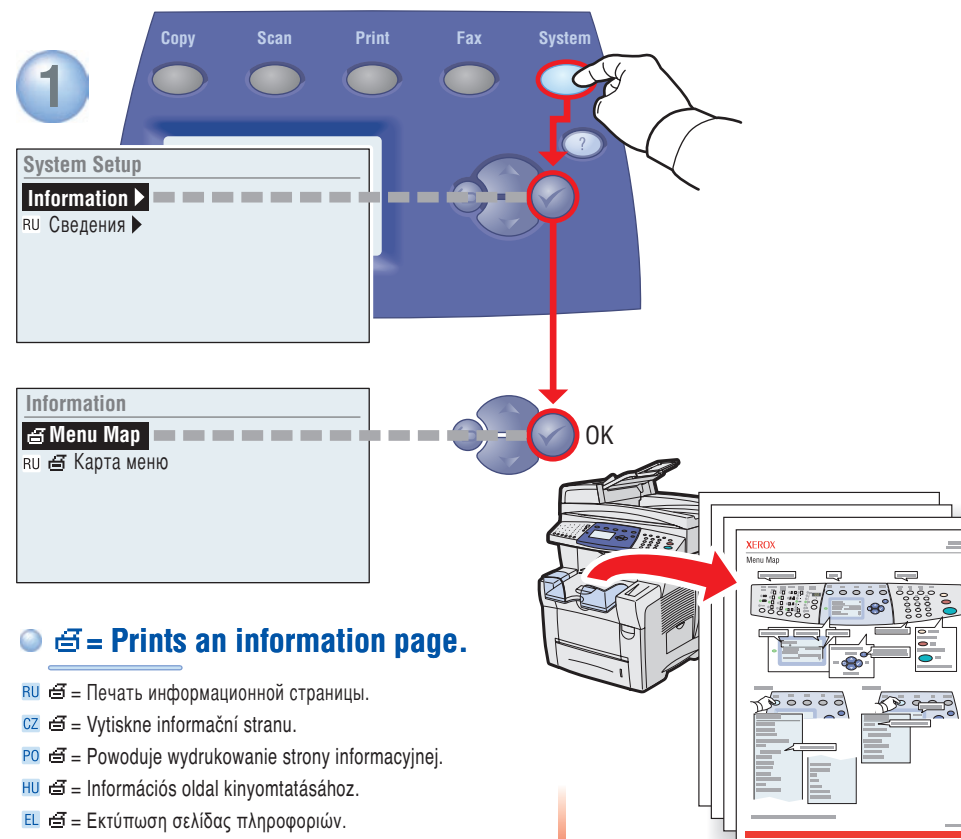 Copy Scan Print Fax System
1
?
System Setup
Information
RU Сведения
Information
Menu Map
OK
RU Карта меню
XEROX
Menu Map
= Prints an information page.
RU = Печать информационной страницы.
CZ = Vytiskne informační stranu.
PO = Powoduje wydrukowanie strony informacyjnej.
HU = Információs oldal kinyomtatásához.
EL = Εκτύπωση σελίδας πληροφοριών.